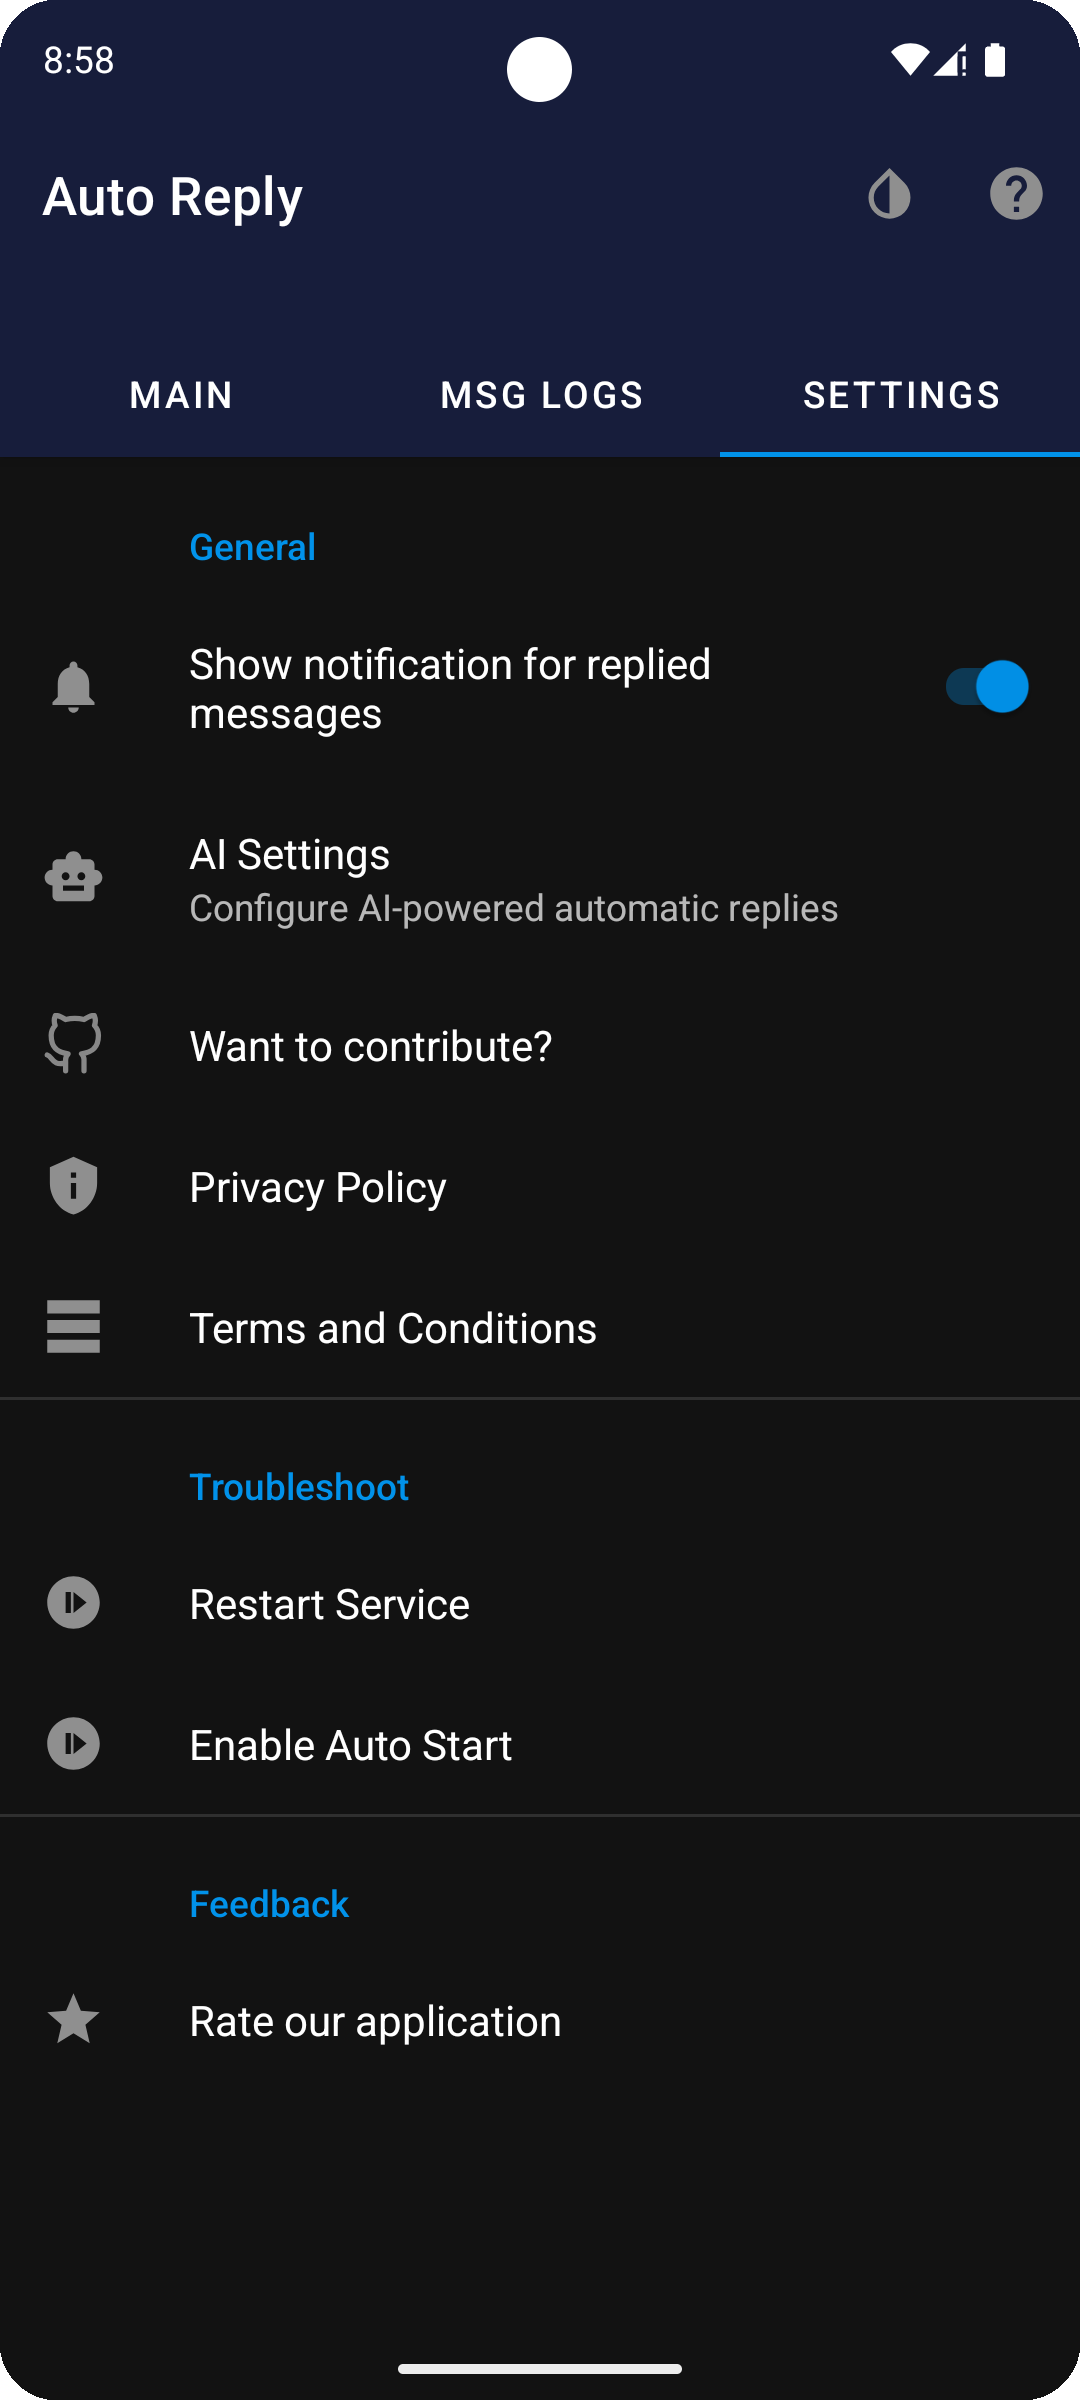 8:58
Auto Reply
MAIN
MSG LOGS
SETTINGS
General
Show notification for replied
messages
AI Settings
Configure AI-powered automatic replies
Want to contribute?
Privacy Policy
Terms and Conditions
Troubleshoot
Restart Service
Enable Auto Start
Feedback
Rate our application